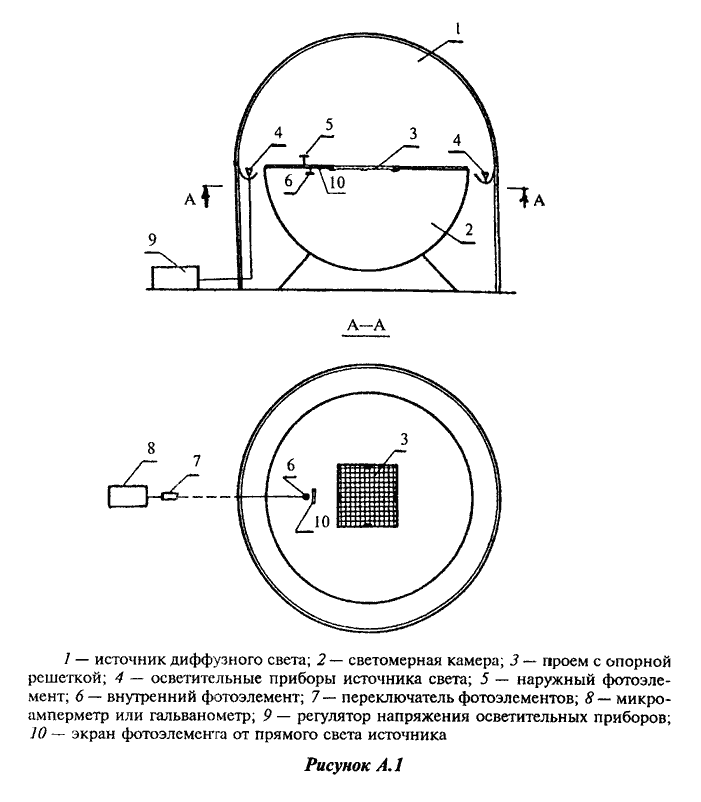 1
4
5
3
4
А
6
10
А
2
9
А—А
3
8
7
6
10
1 — источник диффузного света; 2 — светомерная камера; 3 — проем с опорной
решеткой; 4 — осветительные приборы источника света; 5 — наружный фотоэле-
мент; 6 — внутренний фотоэлемент; 7 — переключатель фотоэлементов; 8 — микро-
амперметр или гальванометр; 9 — регулятор напряжения осветительных приборов;
10 — экран фотоэлемента от прямого света источника
Рисунок А.1